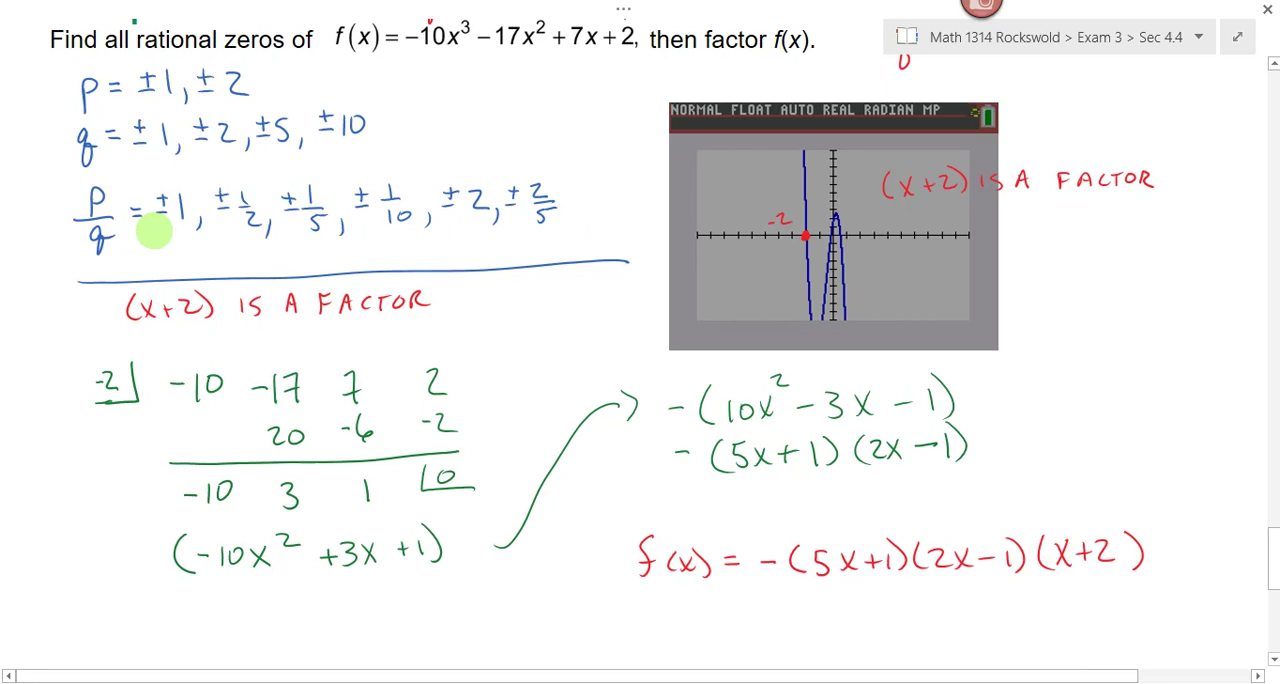 Find all rational zeros of f(x) = −10x³ − 17x² + 7x + 2, then factor f(x).
Math 1314 Rockswold > Exam 3 > Sec 4.4
p = ±1, ±2
q = ±1, ±2, ±5, ±10
p/q = ±1, ±1/2, ±1/5, ±1/10, ±2, ±2/5
NORMAL FLOAT AUTO REAL RADIAN MP
(x+2) IS A FACTOR
-2
(x+2) IS A FACTOR
-2 | -10 -17 7 2
20 -6 -2
-10 3 1 |0
(-10x² +3x +1)
-(10x² - 3x - 1)
-(5x+1)(2x-1)
f(x) = -(5x+1)(2x-1)(x+2)